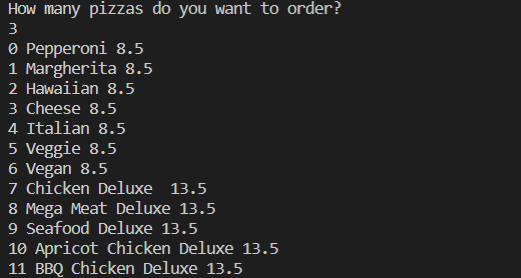 How many pizzas do you want to order?
3
0 Pepperoni 8.5
1 Margherita 8.5
2 Hawaiian 8.5
3 Cheese 8.5
4 Italian 8.5
5 Veggie 8.5
6 Vegan 8.5
7 Chicken Deluxe  13.5
8 Mega Meat Deluxe 13.5
9 Seafood Deluxe 13.5
10 Apricot Chicken Deluxe 13.5
11 BBQ Chicken Deluxe 13.5